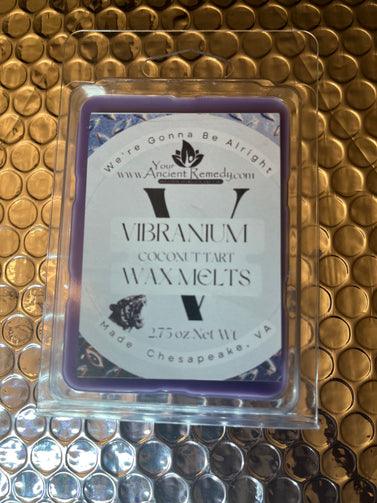 We're Gonna Be Alright
Your
www.AncientRemedy.com
V
VIBRANIUM
COCONUT TART
WAX MELTS
2.75 oz Net Wt
Made Chesapeake, VA